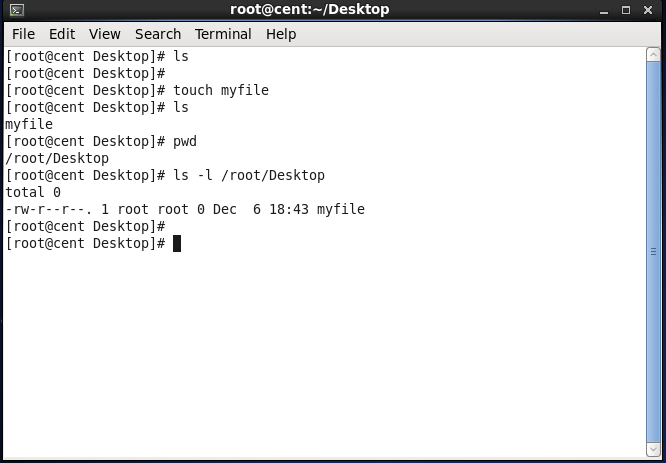 root@cent:~/Desktop
File Edit View Search Terminal Help
[root@cent Desktop]# ls
[root@cent Desktop]#
[root@cent Desktop]# touch myfile
[root@cent Desktop]# ls
myfile
[root@cent Desktop]# pwd
/root/Desktop
[root@cent Desktop]# ls -l /root/Desktop
total 0
-rw-r--r--. 1 root root 0 Dec  6 18:43 myfile
[root@cent Desktop]#
[root@cent Desktop]#